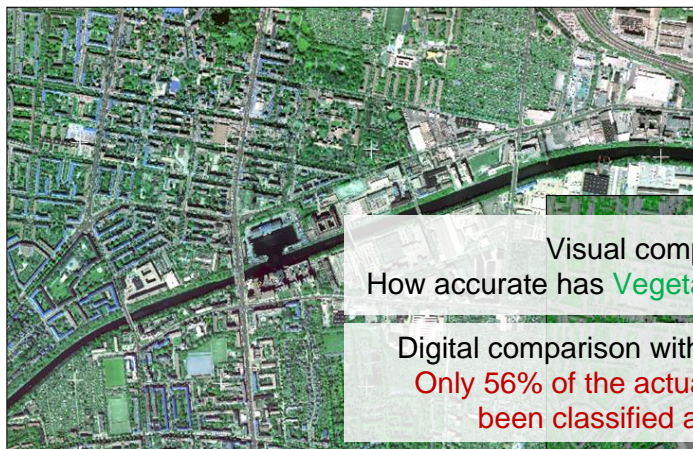 Visual comp
How accurate has Vegeta
Digital comparison with
Only 56% of the actua
been classified a